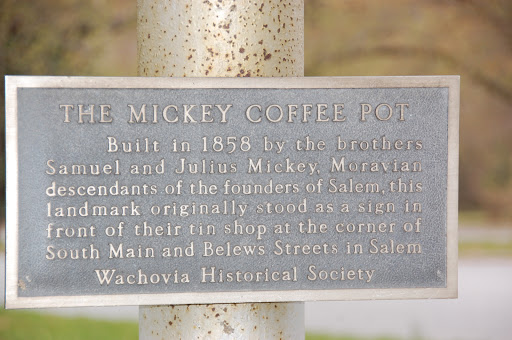 THE MICKEY COFFEE POT
Built in 1858 by the brothers
Samuel and Julius Mickey, Moravian
descendants of the founders of Salem, this
landmark originally stood as a sign in
front of their tin shop at the corner of
South Main and Belews Streets in Salem
Wachovia Historical Society